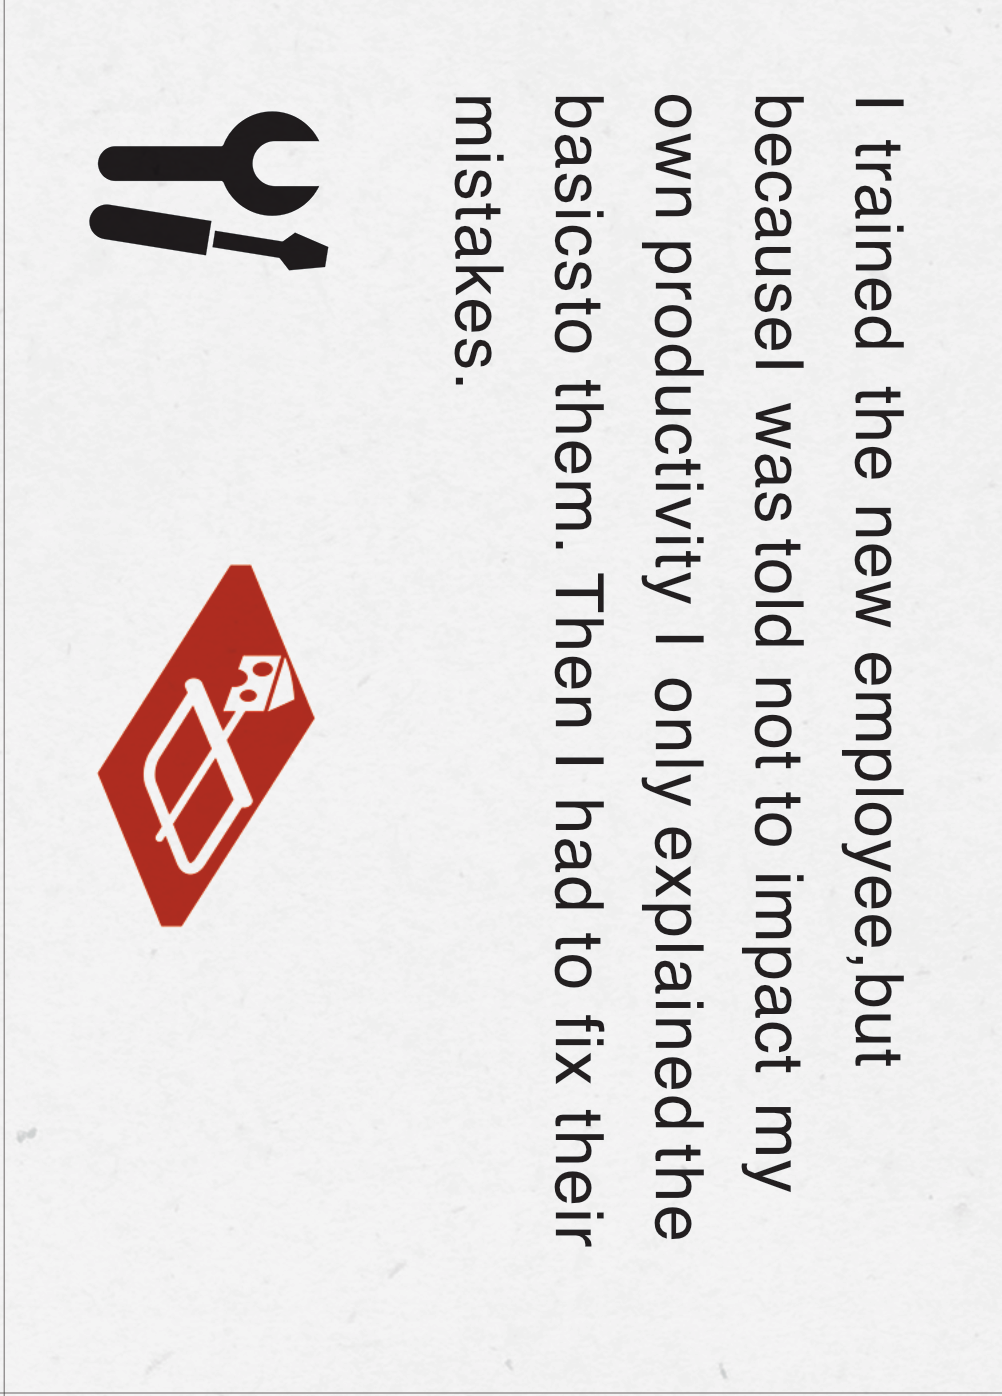 I trained the new employee,but
becauseI was told not to impact my
own productivity I only explained the
basicsto them. Then I had to fix their
mistakes.